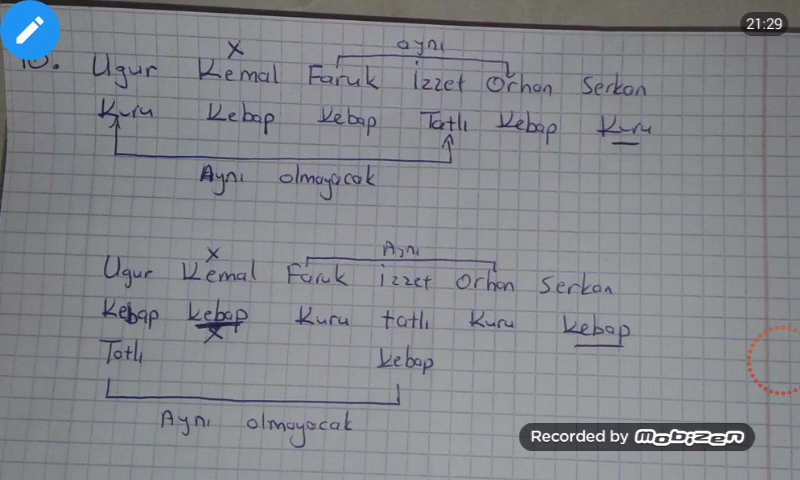 21:29
x aynı
10. Ugur Kemal Faruk İzzet Orhan Serkan
Kuru Kebap Kebap Tatlı Kebap Kuru
Aynı olmayacak
x Aynı
Ugur Kemal Faruk izzet Orhan Serkan
Kebap Kebap Kuru tatlı Kuru Kebap
x
Tatlı Kebap
Aynı olmayacak
Recorded by mobizen